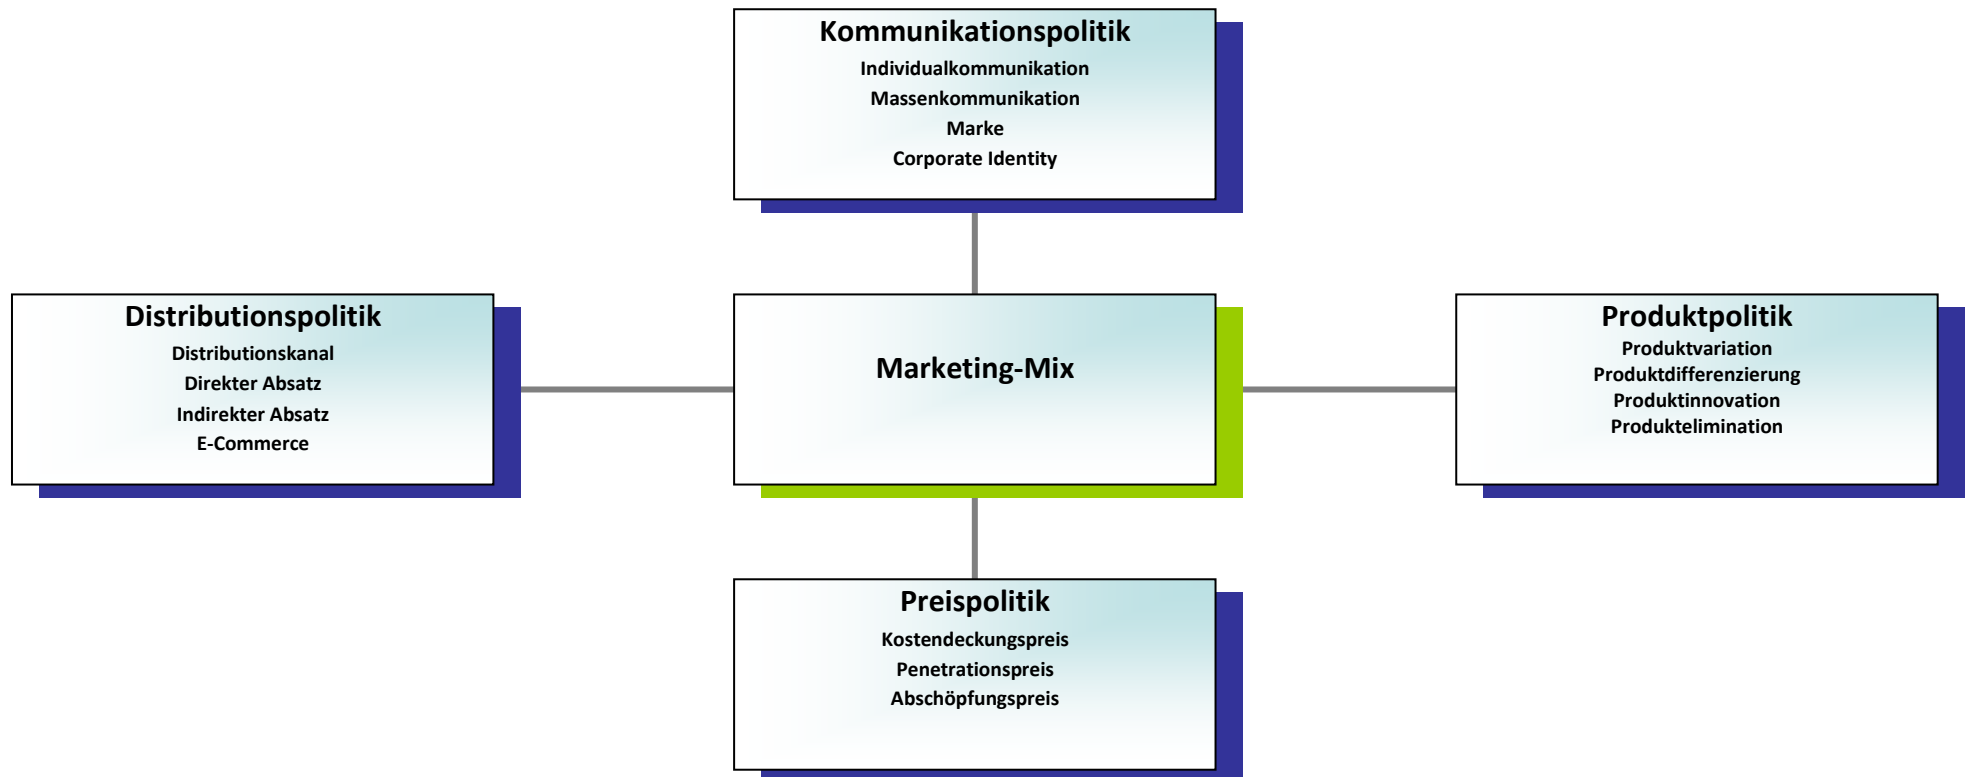 Kommunikationspolitik
Individualkommunikation
Massenkommunikation
Marke
Corporate Identity
Distributionspolitik
Distributionskanal
Direkter Absatz
Indirekter Absatz
E-Commerce
Marketing-Mix
Produktpolitik
Produktvariation
Produktdifferenzierung
Produktinnovation
Produktelimination
Preispolitik
Kostendeckungspreis
Penetrationspreis
Abschöpfungspreis